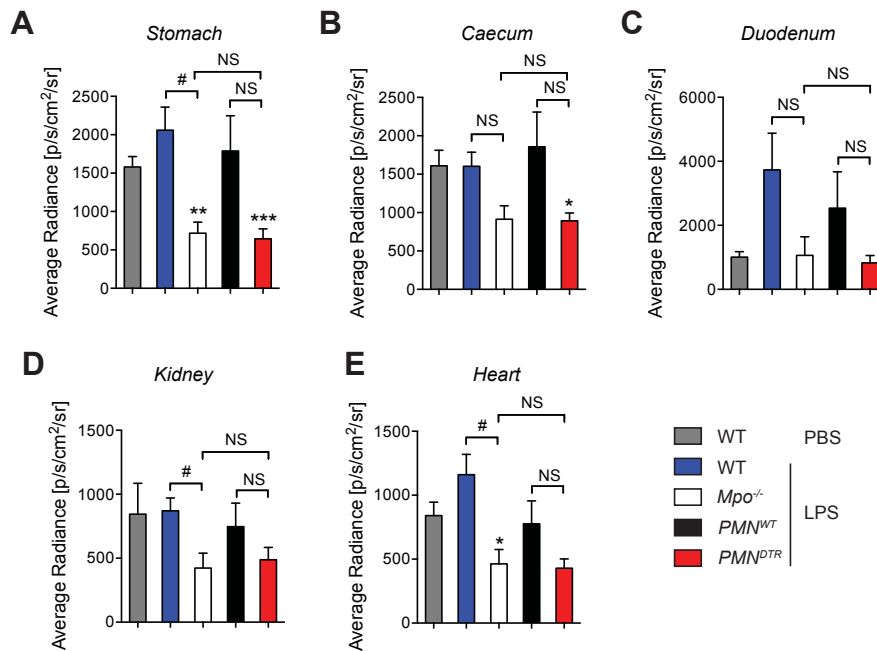 A
Stomach
Average Radiance [p/s/cm²/sr]
2500
2000
1500
1000
500
0
NS
#
NS
**
***
B
Caecum
Average Radiance [p/s/cm²/sr]
2500
2000
1500
1000
500
0
NS
NS
NS
*
C
Duodenum
Average Radiance [p/s/cm²/sr]
6000
4000
2000
0
NS
NS
NS
D
Kidney
Average Radiance [p/s/cm²/sr]
1500
1000
500
0
NS
#
NS
E
Heart
Average Radiance [p/s/cm²/sr]
1500
1000
500
0
NS
#
NS
*
WT PBS
WT
Mpo⁻/⁻
PMNᵂᵀ LPS
PMNᴰᵀᴿ